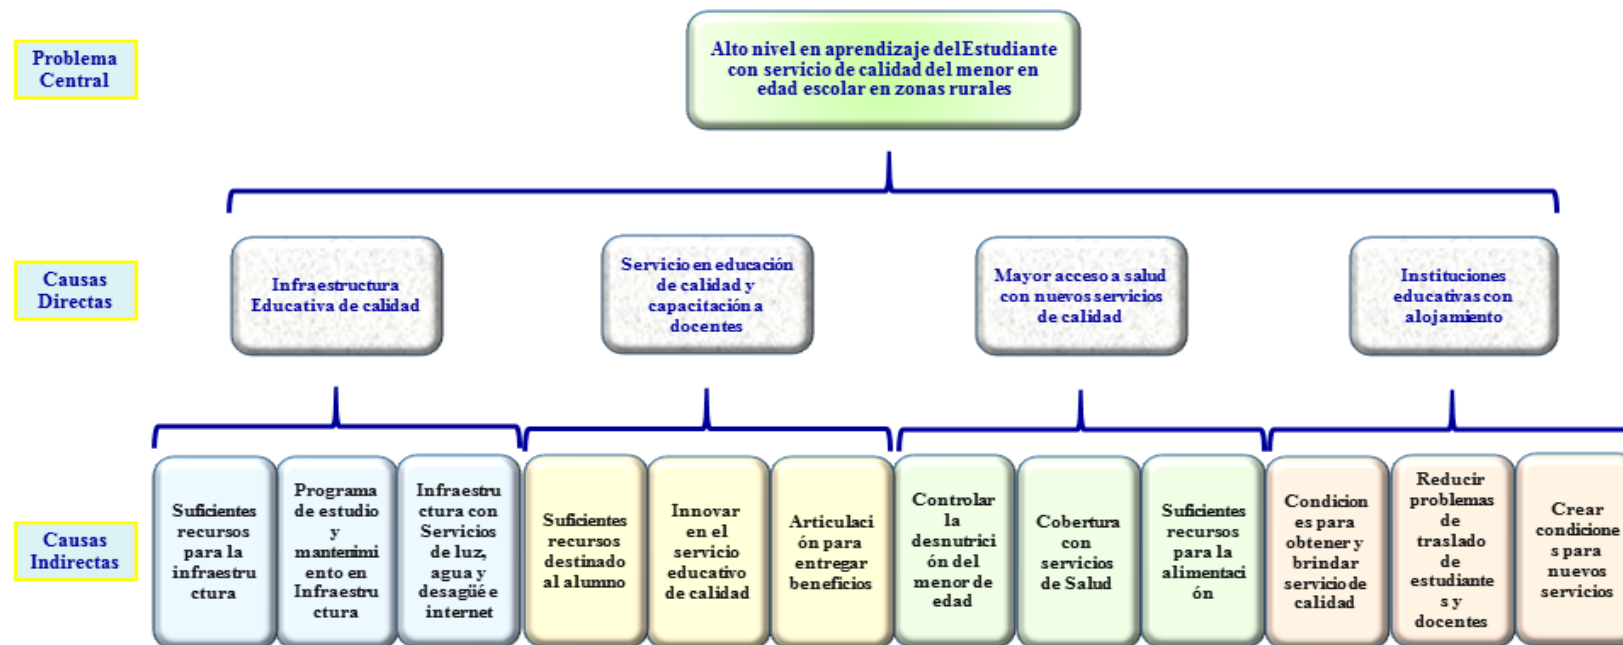 Problema
Central
Alto nivel en aprendizaje del Estudiante
con servicio de calidad del menor en
edad escolar en zonas rurales
Causas
Directas
Infraestructura
Educativa de calidad
Servicio en educación
de calidad y
capacitación a
docentes
Mayor acceso a salud
con nuevos servicios
de calidad
Instituciones
educativas con
alojamiento
Causas
Indirectas
Suficientes
recursos
para la
infraestru
ctura
Programa
de estudio
y
mantenimi
ento en
Infraestru
ctura
Infraestru
ctura con
Servicios
de luz,
agua y
desagüé e
internet
Suficientes
recursos
destinado
al alumno
Innovar
en el
servicio
educativo
de calidad
Articulaci
ón para
entregar
beneficios
Controlar
la
desnutrici
ón del
menor de
edad
Cobertura
con
servicios
de Salud
Suficientes
recursos
para la
alimentaci
ón
Condicion
es para
obtener y
brindar
servicio de
calidad
Reducir
problemas
de
traslado
de
estudiante
s y
docentes
Crear
condicione
s para
nuevos
servicios